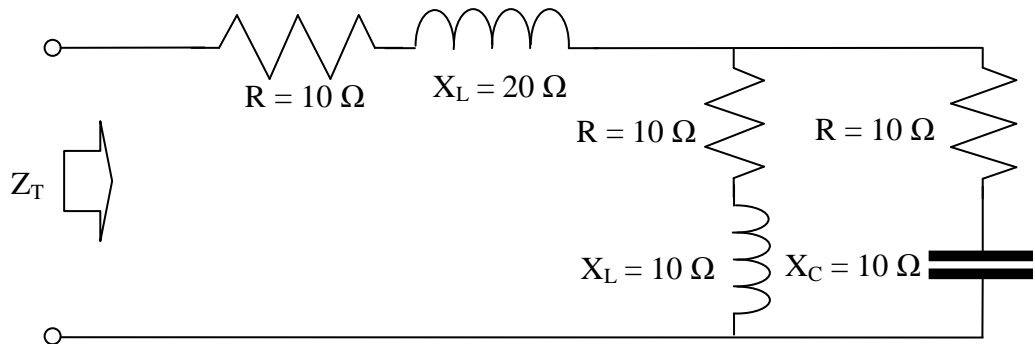 R = 10 Ω
X_L = 20 Ω
R = 10 Ω
R = 10 Ω
Z_T
X_L = 10 Ω
X_C = 10 Ω